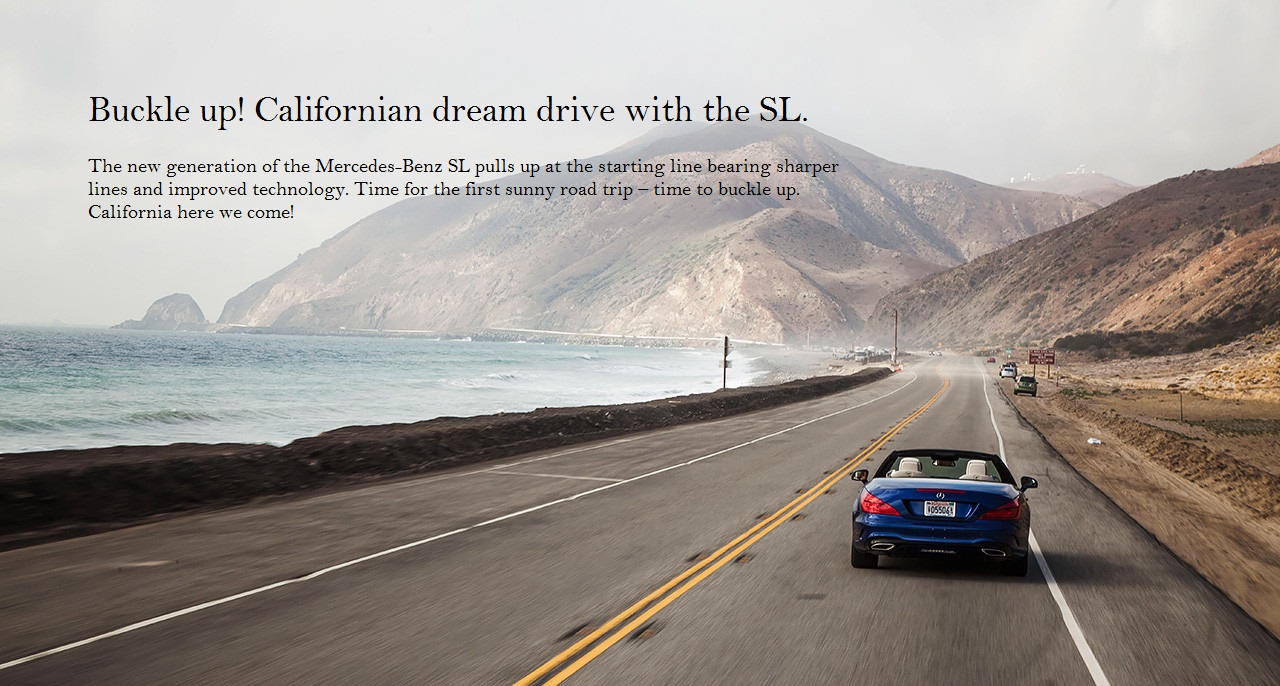 Buckle up! Californian dream drive with the SL.
The new generation of the Mercedes-Benz SL pulls up at the starting line bearing sharper
lines and improved technology. Time for the first sunny road trip – time to buckle up.
California here we come!